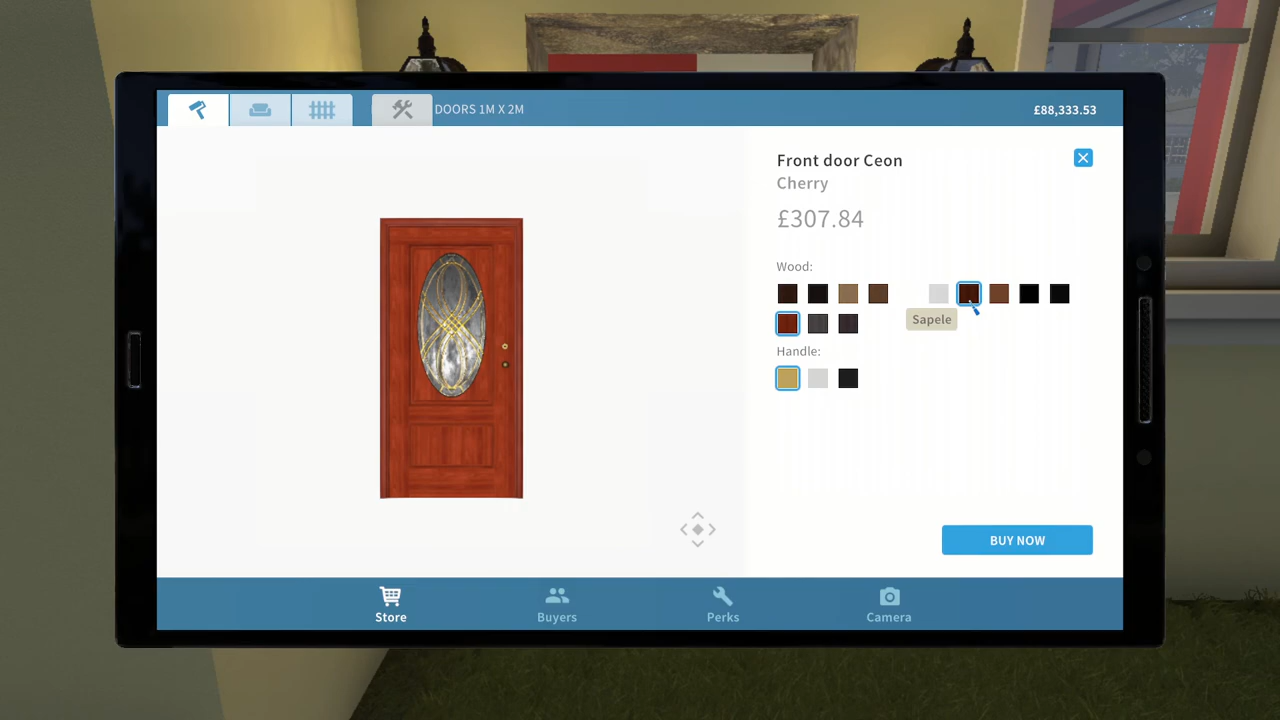 DOORS 1M X 2M
£88,333.53
Front door Ceon
Cherry
£307.84
Wood:
Sapele
Handle:
BUY NOW
Store
Buyers
Perks
Camera